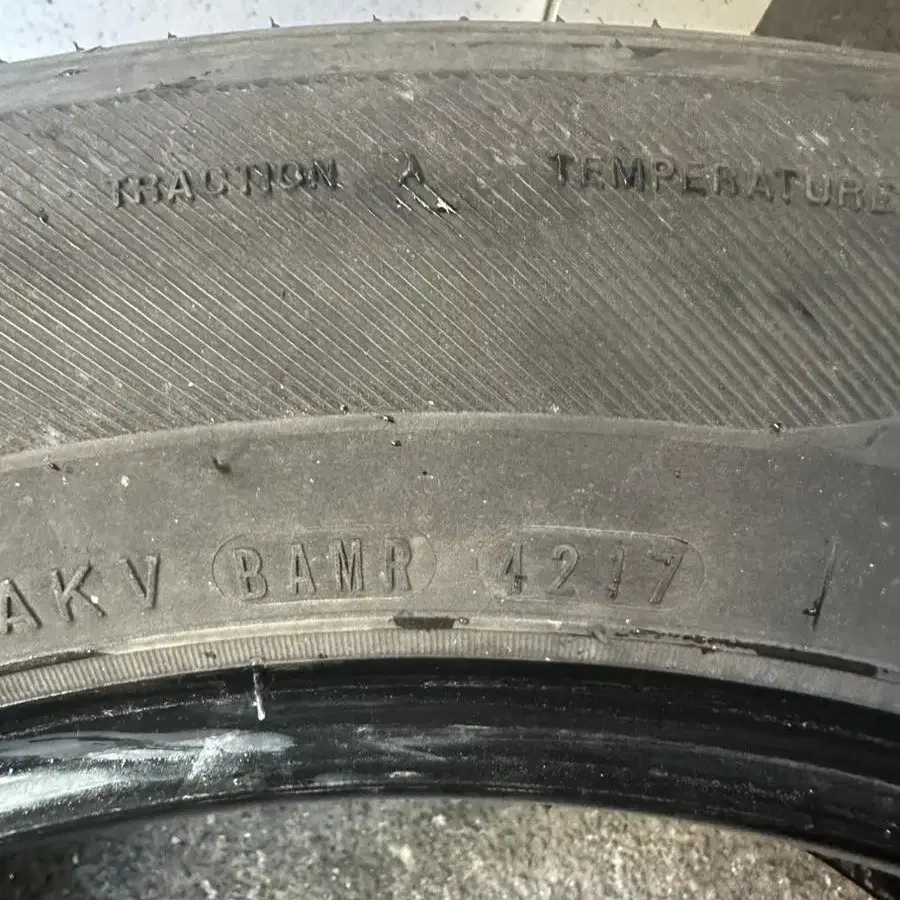 TRACTION A TEMPERATURE
AKV BAMR 4217